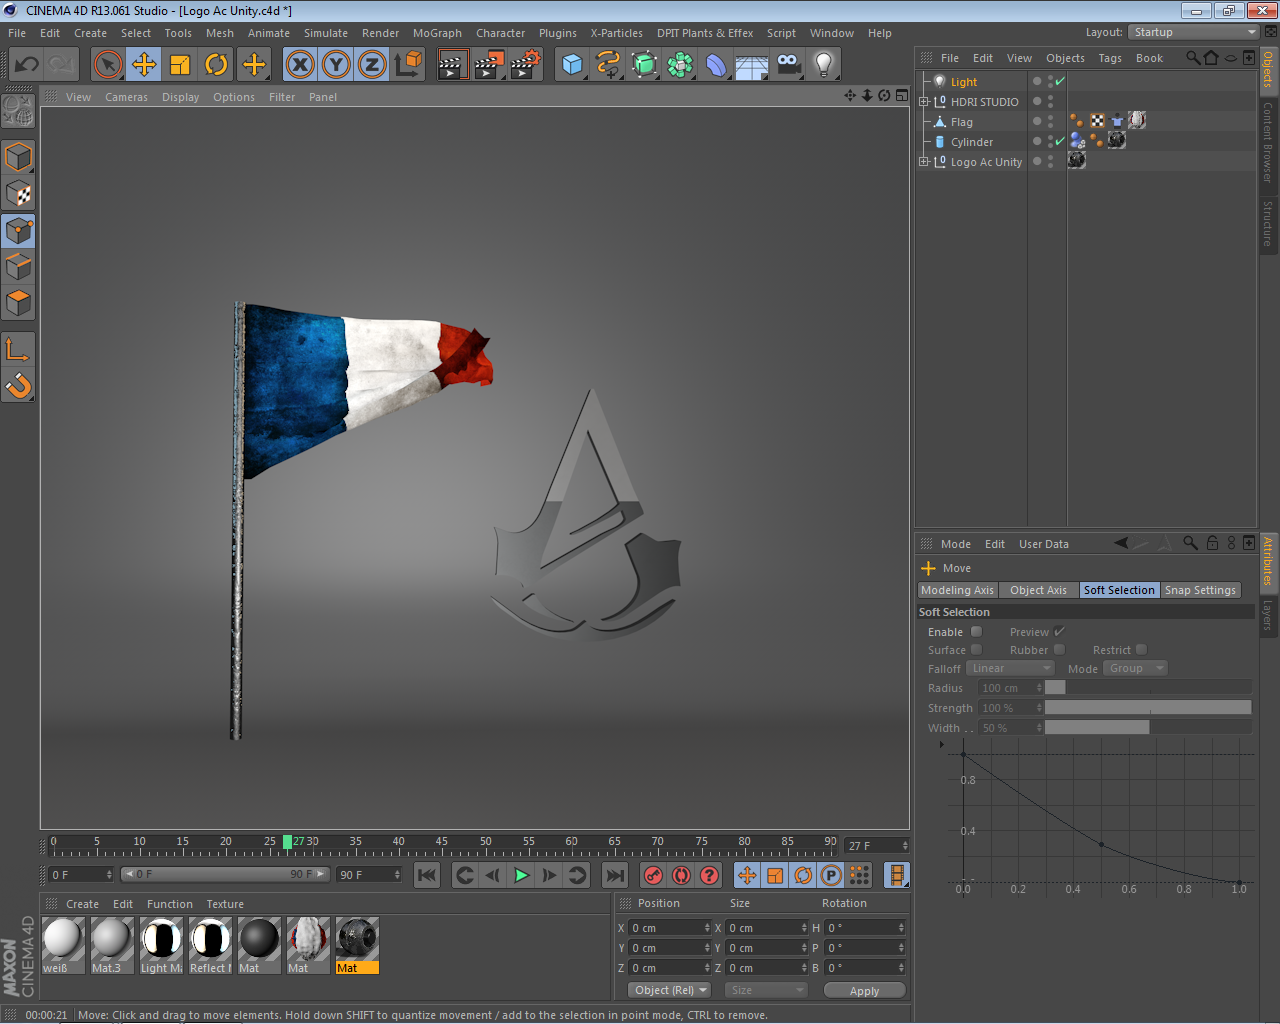 CINEMA 4D R13.061 Studio - [Logo Ac Unity.c4d *]
File Edit Create Select Tools Mesh Animate Simulate Render MoGraph Character Plugins X-Particles DPIT Plants & Effex Script Window Help Layout: Startup
File Edit View Objects Tags Book
View Cameras Display Options Filter Panel
Light
HDRI STUDIO
Flag
Cylinder
Logo Ac Unity
Objects
Content Browser
Structure
Mode Edit User Data
Move
Modeling Axis Object Axis Soft Selection Snap Settings
Soft Selection
Enable Preview
Surface Rubber Restrict
Falloff Linear Mode Group
Radius 100 cm
Strength 100 %
Width . . 50 %
0.8
0.4
0.0 0.2 0.4 0.6 0.8 1.0
Attributes
Layers
0 5 10 15 20 25 27 30 35 40 45 50 55 60 65 70 75 80 85 90 27 F
0 F 0 F 90 F 90 F
Create Edit Function Texture
weiß Mat.3 Light Ma Reflect M Mat Mat Mat
Position Size Rotation
X 0 cm X 0 cm H 0 °
Y 0 cm Y 0 cm P 0 °
Z 0 cm Z 0 cm B 0 °
Object (Rel) Size Apply
MAXON
CINEMA 4D
00:00:21 Move: Click and drag to move elements. Hold down SHIFT to quantize movement / add to the selection in point mode, CTRL to remove.